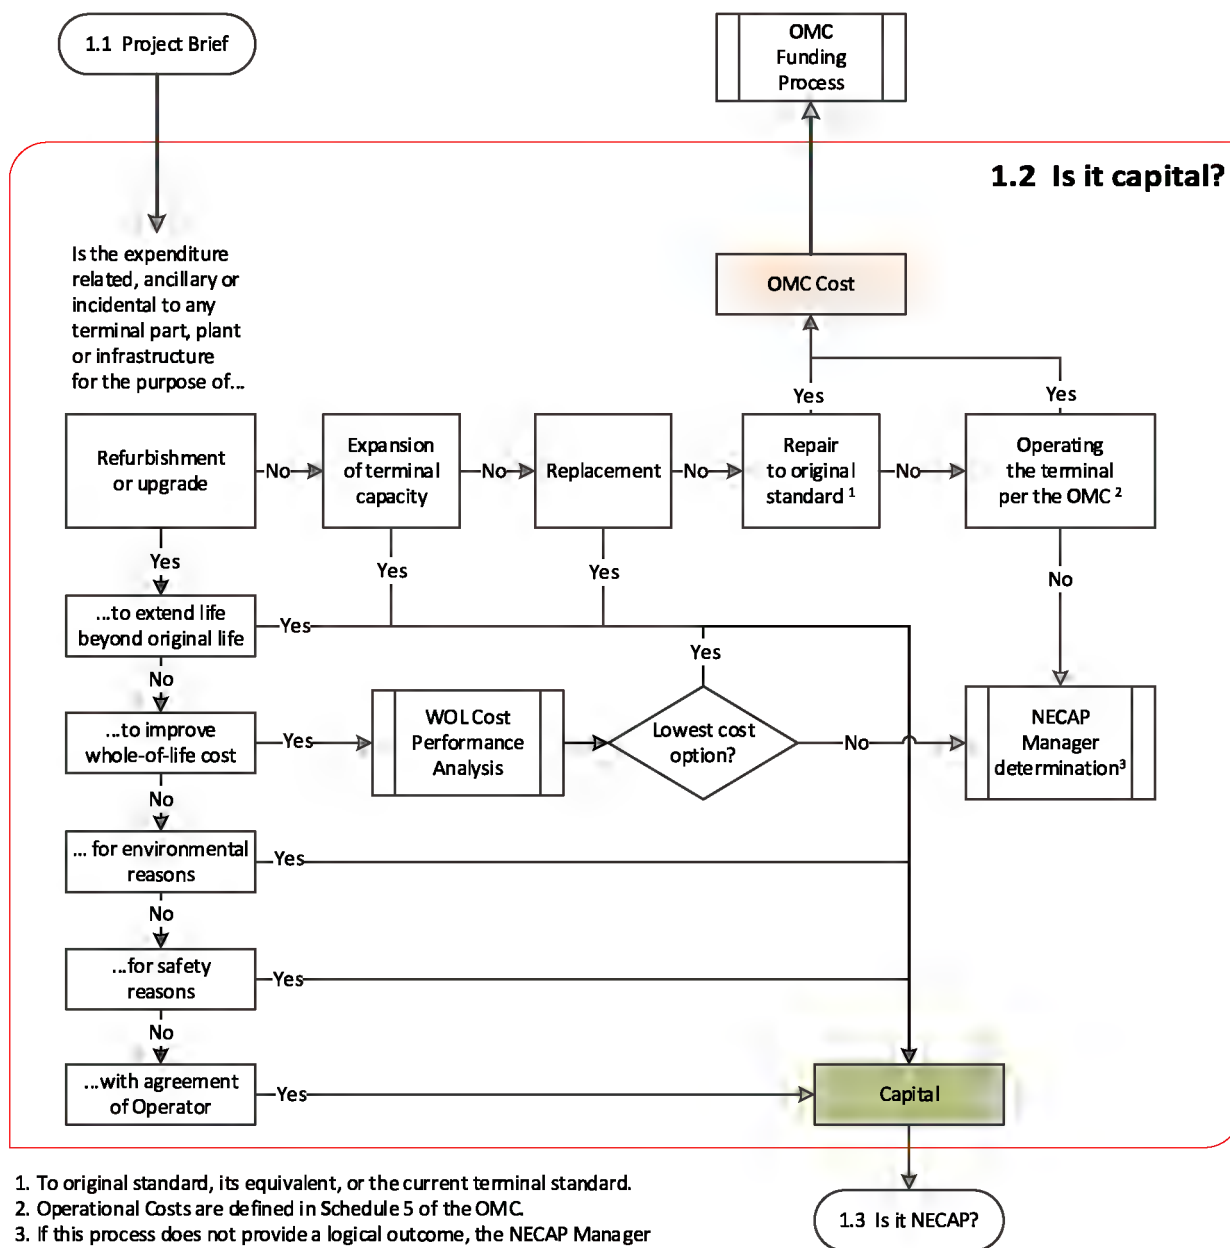 1.1 Project Brief
OMC
Funding
Process
1.2 Is it capital?
Is the expenditure
related, ancillary or
incidental to any
terminal part, plant
or infrastructure
for the purpose of...
OMC Cost
Yes
Yes
Refurbishment
or upgrade
No
Expansion
of terminal
capacity
No
Replacement
No
Repair
to original
standard 1
No
Operating
the terminal
per the OMC 2
Yes
Yes
Yes
No
...to extend life
beyond original life
Yes
Yes
No
...to improve
whole-of-life cost
Yes
WOL Cost
Performance
Analysis
Lowest cost
option?
No
NECAP
Manager
determination3
No
... for environmental
reasons
Yes
No
...for safety
reasons
Yes
No
...with agreement
of Operator
Yes
Capital
1. To original standard, its equivalent, or the current terminal standard.
2. Operational Costs are defined in Schedule 5 of the OMC.
3. If this process does not provide a logical outcome, the NECAP Manager
1.3 Is it NECAP?